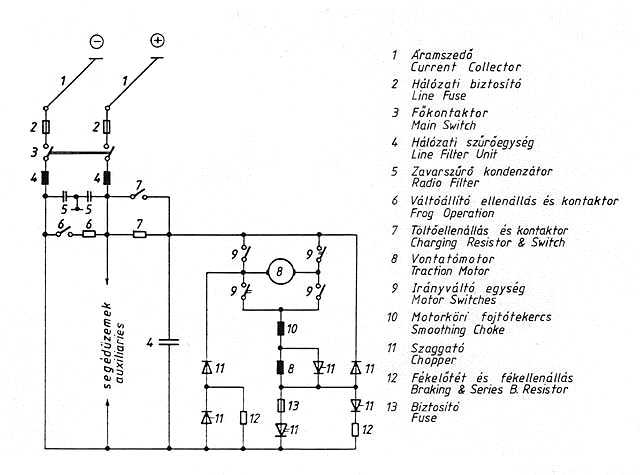 ⊖ ⊕
1 1
2 2
3
4 4
7
5 5
6 6 7
9 9
8
9 9
segédüzemek
auxiliaries
4
10
11 8 11 11
11 12 13 11
11 12
1 Áramszedő
Current Collector
2 Hálózati biztosító
Line Fuse
3 Főkontaktor
Main Switch
4 Hálózati szűrőegység
Line Filter Unit
5 Zavarszűrő kondenzátor
Radio Filter
6 Váltóállító ellenállás és kontaktor
Frog Operation
7 Töltőellenállás és kontaktor
Charging Resistor & Switch
8 Vontatómotor
Traction Motor
9 Irányváltó egység
Motor Switches
10 Motorköri fojtótekercs
Smoothing Choke
11 Szaggató
Chopper
12 Fékelőtét és fékellenállás
Braking & Series B. Resistor
13 Biztosító
Fuse